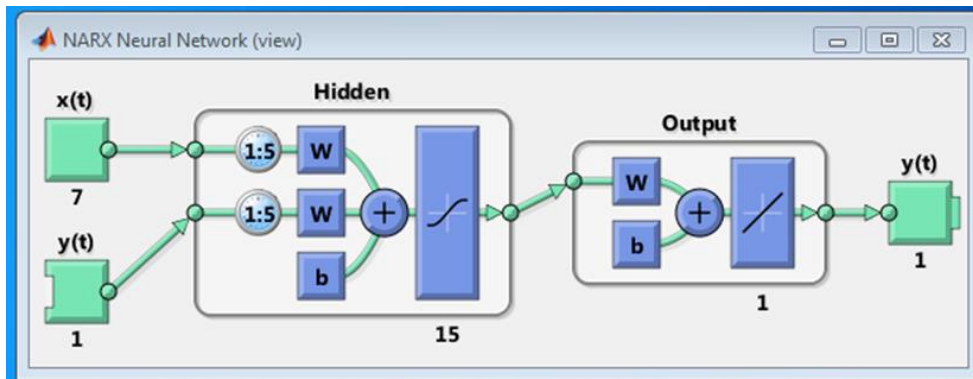 NARX Neural Network (view)
Hidden
x(t)
7
1:5
W
y(t)
1
1:5
W
b
15
Output
W
b
1
y(t)
1